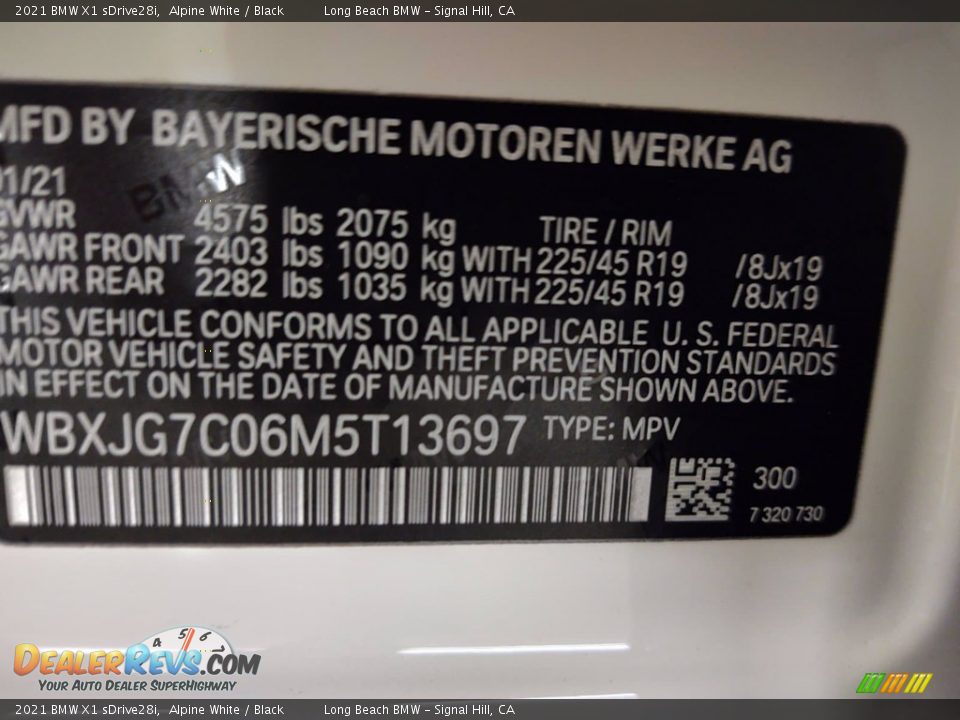 2021 BMW X1 sDrive28i, Alpine White / Black Long Beach BMW - Signal Hill, CA
MFD BY BAYERISCHE MOTOREN WERKE AG
01/21
BMW
GVWR 4575 lbs 2075 kg TIRE / RIM
GAWR FRONT 2403 lbs 1090 kg WITH 225/45 R19 /8Jx19
GAWR REAR 2282 lbs 1035 kg WITH 225/45 R19 /8Jx19
THIS VEHICLE CONFORMS TO ALL APPLICABLE U. S. FEDERAL
MOTOR VEHICLE SAFETY AND THEFT PREVENTION STANDARDS
IN EFFECT ON THE DATE OF MANUFACTURE SHOWN ABOVE.
WBXJG7C06M5T13697 TYPE: MPV
300
7 320 730
4 5 6
DEALERREVS.COM
YOUR AUTO DEALER SUPERHIGHWAY
2021 BMW X1 sDrive28i, Alpine White / Black Long Beach BMW - Signal Hill, CA